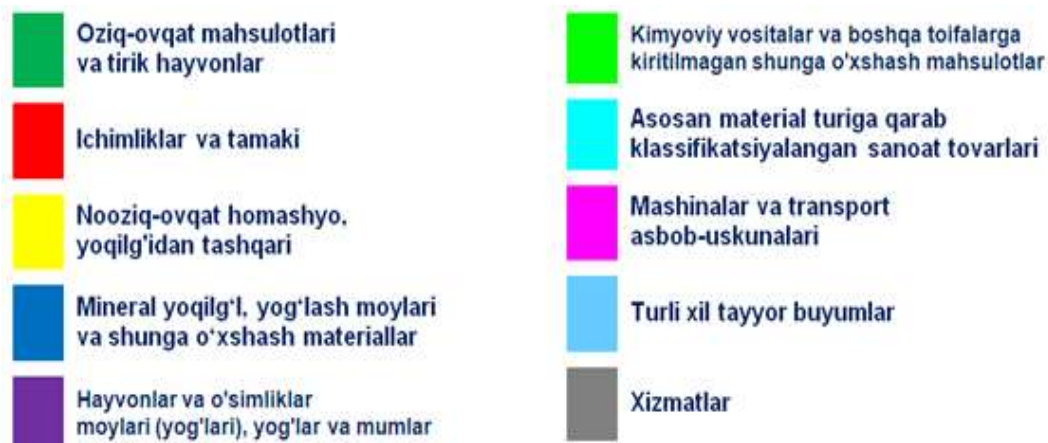 Oziq-ovqat mahsulotlari
va tirik hayvonlar
Ichimliklar va tamaki
Nooziq-ovqat homashyo,
yoqilg'idan tashqari
Mineral yoqilg‘l, yog‘lash moylari
va shunga o‘xshash materiallar
Hayvonlar va o'simliklar
moylari (yog'lari), yog'lar va mumlar
Kimyoviy vositalar va boshqa toifalarga
kiritilmagan shunga o'xshash mahsulotlar
Asosan material turiga qarab
klassifikatsiyalangan sanoat tovarlari
Mashinalar va transport
asbob-uskunalari
Turli xil tayyor buyumlar
Xizmatlar